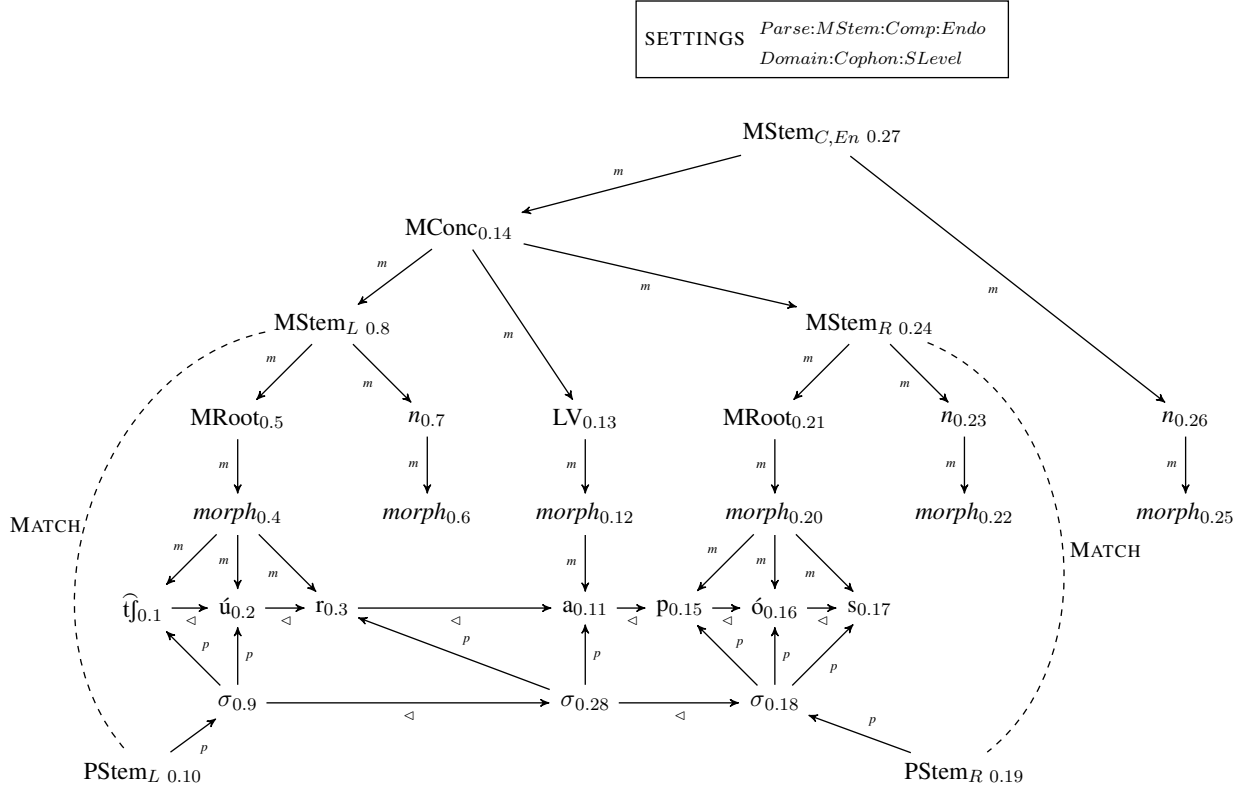 SETTINGS Parse:MStem:Comp:Endo
Domain:Cophon:SLevel
MStem_{C,En 0.27}
m
MConc_{0.14}
m m
m
MStem_{L 0.8} MStem_{R 0.24}
m m m m m
MRoot_{0.5} n_{0.7} LV_{0.13} MRoot_{0.21} n_{0.23} n_{0.26}
m m m m m m
morph_{0.4} morph_{0.6} morph_{0.12} morph_{0.20} morph_{0.22} morph_{0.25}
MATCH MATCH
m m m m m m m
t͡ʃ_{0.1} ú_{0.2} r_{0.3} a_{0.11} p_{0.15} ó_{0.16} s_{0.17}
◁ ◁ ◁ ◁ ◁ ◁
p p p p p p p
σ_{0.9} σ_{0.28} σ_{0.18}
◁ ◁
p p
PStem_{L 0.10} PStem_{R 0.19}